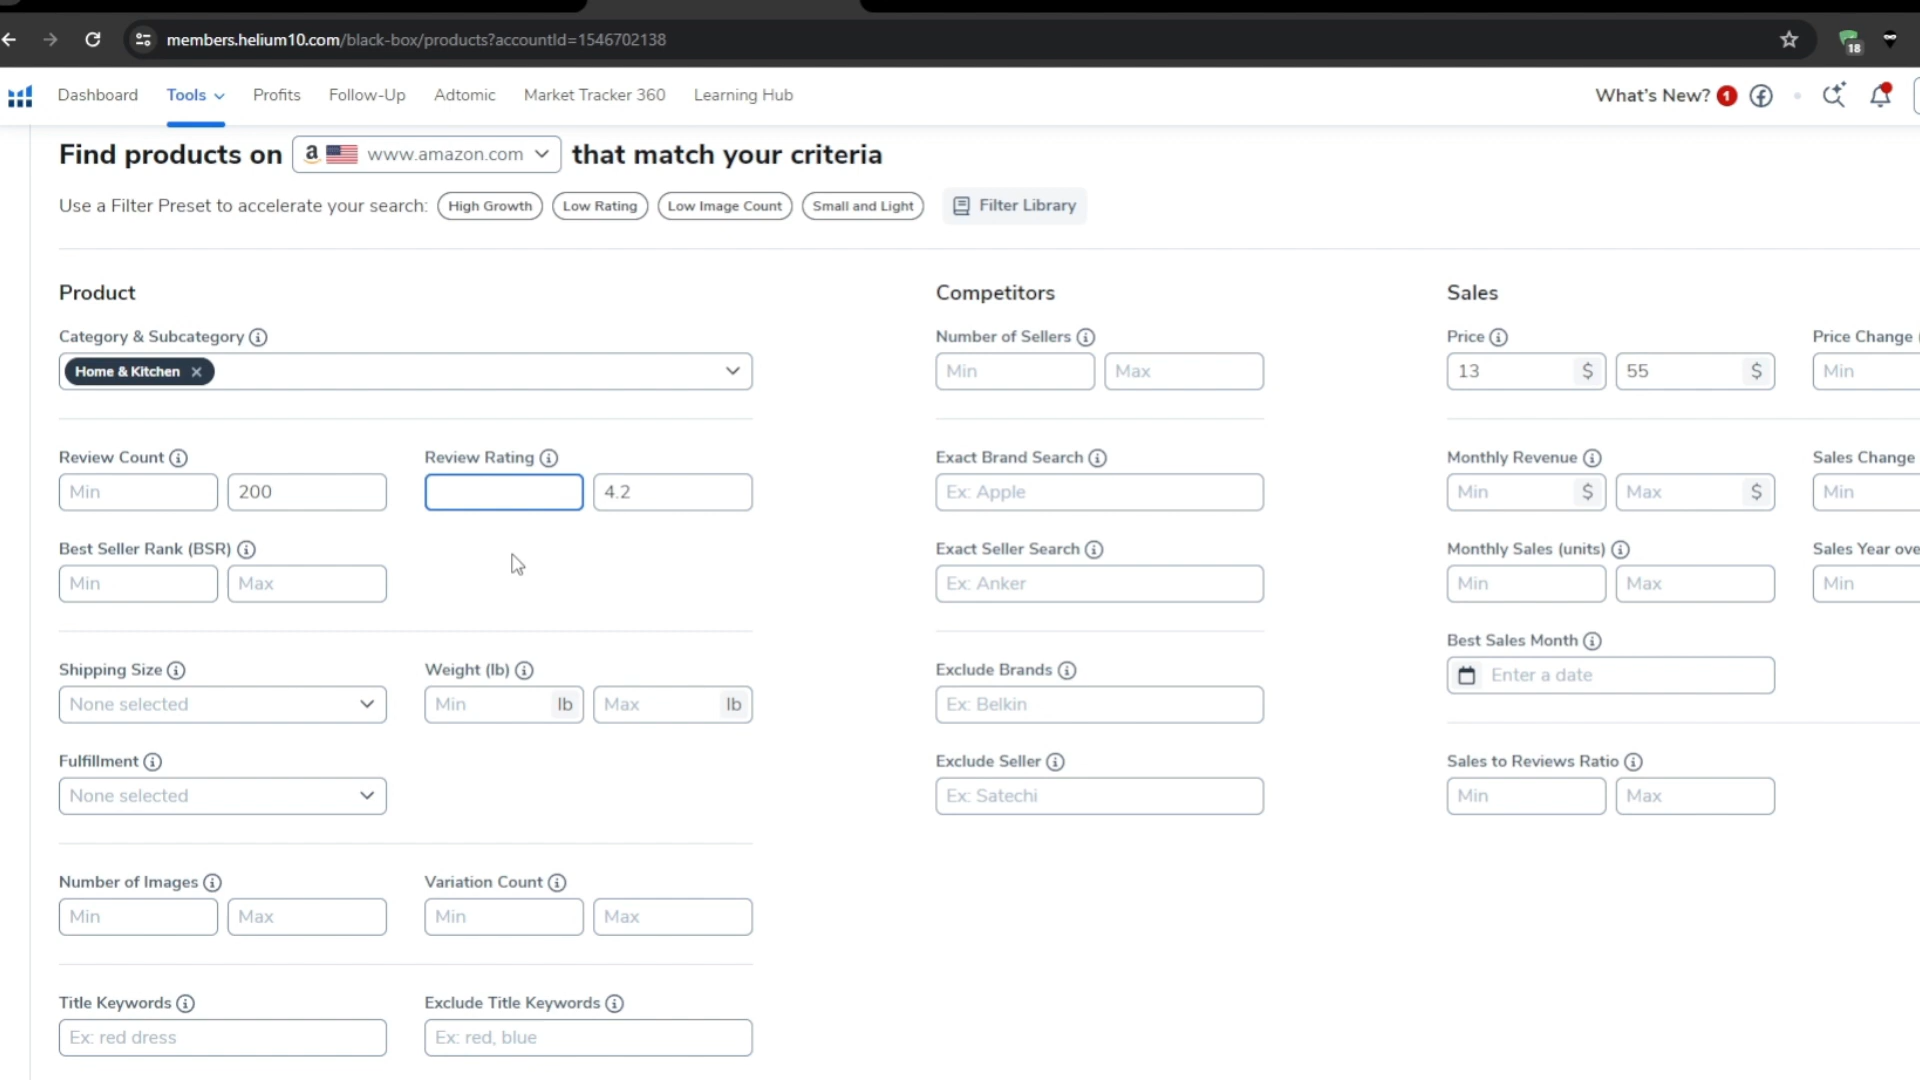 members.helium10.com/black-box/products?accountId=1546702138
18
Dashboard Tools Profits Follow-Up Adtomic Market Tracker 360 Learning Hub What's New? 1
Find products on a www.amazon.com that match your criteria
Use a Filter Preset to accelerate your search: High Growth Low Rating Low Image Count Small and Light Filter Library
Product Competitors Sales
Category & Subcategory Number of Sellers Price Price Change
Home & Kitchen Min Max 13 $ 55 $ Min
Review Count Review Rating Exact Brand Search Monthly Revenue Sales Change
Min 200 4.2 Ex: Apple Min $ Max $ Min
Best Seller Rank (BSR) Exact Seller Search Monthly Sales (units) Sales Year ove
Min Max Ex: Anker Min Max Min
Best Sales Month
Enter a date
Shipping Size Weight (lb) Exclude Brands
None selected Min lb Max lb Ex: Belkin
Fulfillment Exclude Seller Sales to Reviews Ratio
None selected Ex: Satechi Min Max
Number of Images Variation Count
Min Max Min Max
Title Keywords Exclude Title Keywords
Ex: red dress Ex: red, blue